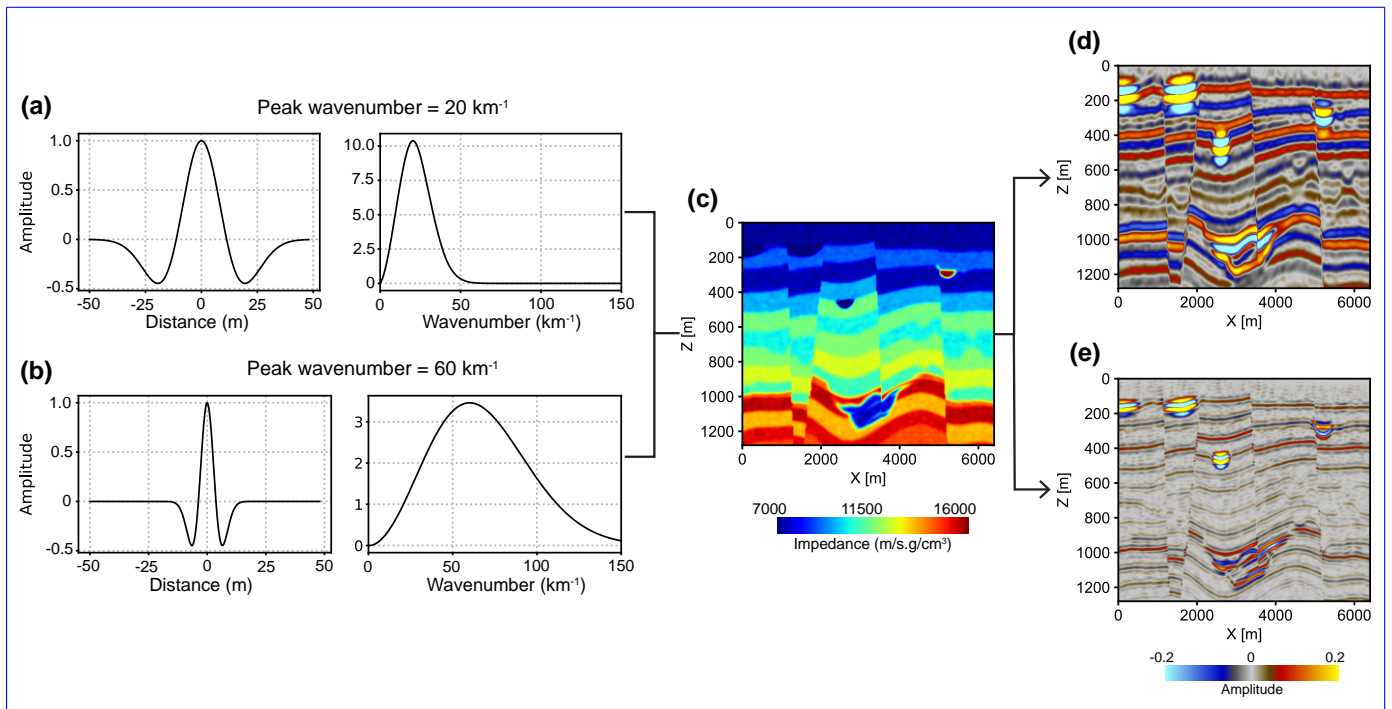 (a)
Peak wavenumber = 20 km⁻¹
Amplitude
1.0
0.5
0
-0.5
-50 -25 0 25 50
Distance (m)
10.0
7.5
5.0
2.5
0
0 50 100 150
Wavenumber (km⁻¹)
(b)
Peak wavenumber = 60 km⁻¹
Amplitude
1.0
0.5
0
-0.5
-50 -25 0 25 50
Distance (m)
3
2
1
0
0 50 100 150
Wavenumber (km⁻¹)
(c)
Z [m]
0
200
400
600
800
1000
1200
0 2000 4000 6000
X [m]
7000 11500 16000
Impedance (m/s.g/cm³)
(d)
Z [m]
0
200
400
600
800
1000
1200
0 2000 4000 6000
X [m]
(e)
Z [m]
0
200
400
600
800
1000
1200
0 2000 4000 6000
X [m]
-0.2 0 0.2
Amplitude